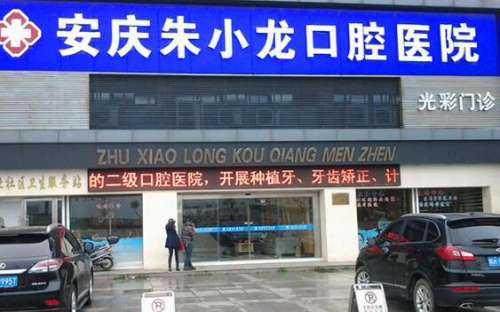 安庆朱小龙口腔医院
光彩门诊
ZHU XIAO LONG KOU QIANG MEN ZHEN
社区卫生服务站
的二级口腔医院，开展种植牙、牙齿矫正、计